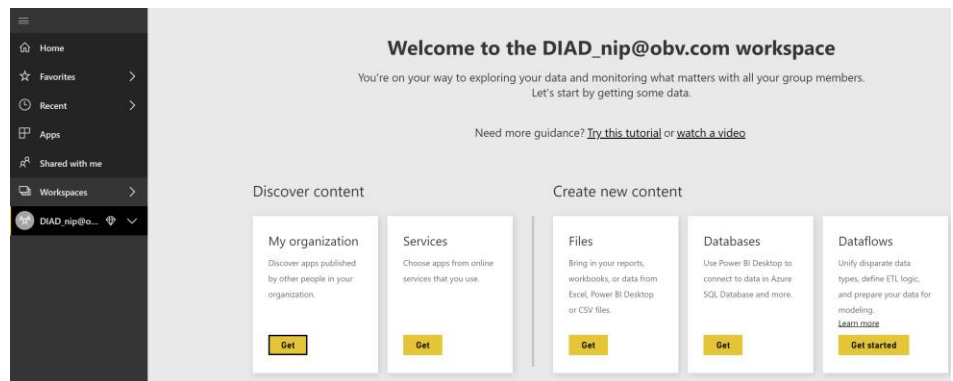 Home
Favorites
Recent
Apps
Shared with me
Workspaces
DIAD_nip@o...
Welcome to the DIAD_nip@obv.com workspace
You're on your way to exploring your data and monitoring what matters with all your group members.
Let's start by getting some data.
Need more guidance? Try this tutorial or watch a video
Discover content
My organization
Discover apps published
by other people in your
organization.
Get
Services
Choose apps from online
services that you use.
Get
Create new content
Files
Bring in your reports,
workbooks, or data from
Excel, Power BI Desktop
or CSV files.
Get
Databases
Use Power BI Desktop to
connect to data in Azure
SQL Database and more.
Get
Dataflows
Unify disparate data
types, define ETL logic,
and prepare your data for
modeling.
Learn more
Get started